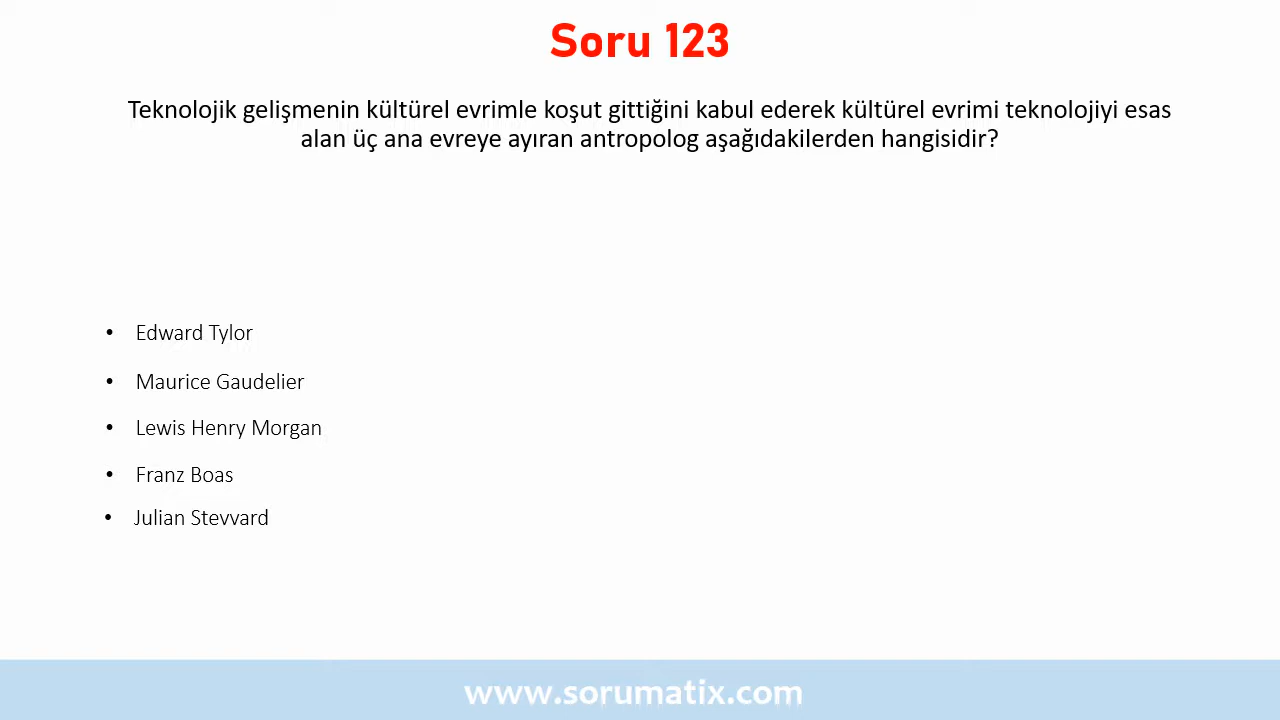 Soru 123
Teknolojik gelişmenin kültürel evrimle koşut gittiğini kabul ederek kültürel evrimi teknolojiyi esas
alan üç ana evreye ayıran antropolog aşağıdakilerden hangisidir?
• Edward Tylor
• Maurice Gaudelier
• Lewis Henry Morgan
• Franz Boas
• Julian Stevvard
www.sorumatix.com